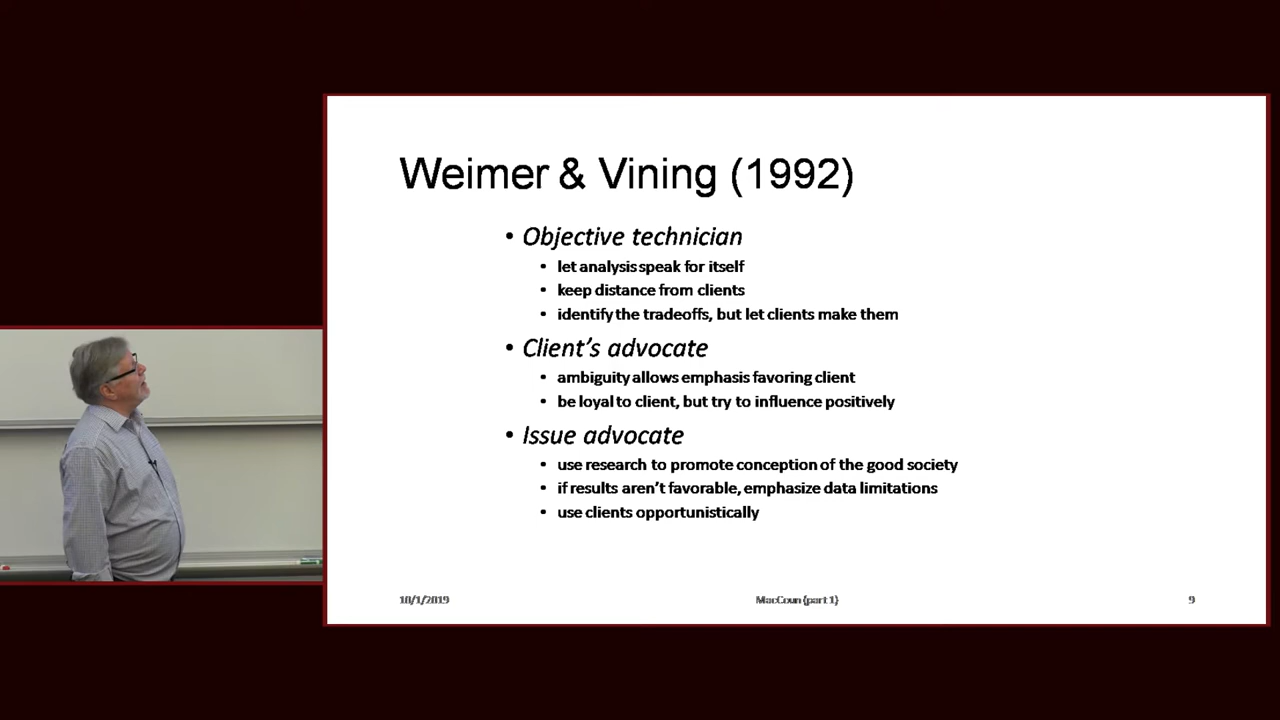 Weimer & Vining (1992)
• Objective technician
• let analysis speak for itself
• keep distance from clients
• identify the tradeoffs, but let clients make them
• Client’s advocate
• ambiguity allows emphasis favoring client
• be loyal to client, but try to influence positively
• Issue advocate
• use research to promote conception of the good society
• if results aren’t favorable, emphasize data limitations
• use clients opportunistically
10/1/2019
MacCoun (part 1)
9